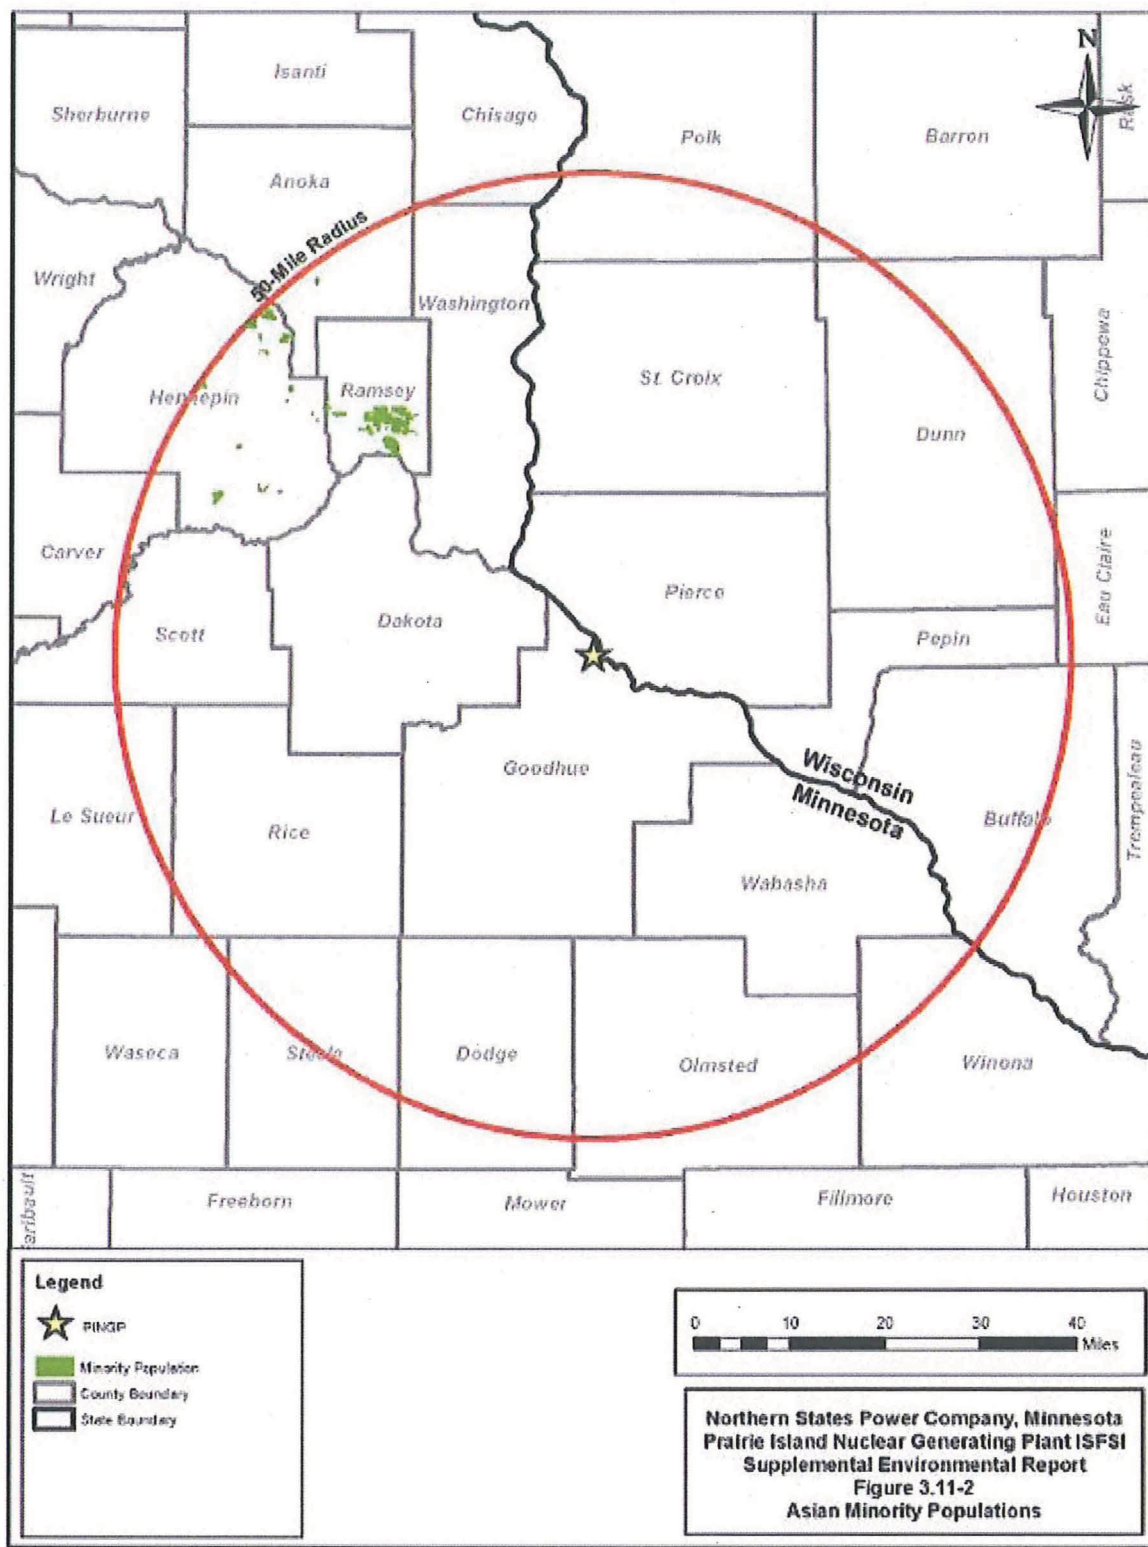 N
Isanti
Sherburne
Chisago
Polk
Barron
Rusk
Anoka
50-Mile Radius
Wright
Washington
Chippewa
St. Croix
Ramsey
Hennepin
Dunn
Carver
Eau Claire
Pierce
Dakota
Scott
Pepin
Wisconsin
Minnesota
Goodhue
Le Sueur
Rice
Buffalo
Trempealeau
Wabasha
Waseca
Steele
Dodge
Olmsted
Winona
Faribault
Freeborn
Mower
Fillmore
Houston
Legend
PINGP
Minority Population
County Boundary
State Boundary
0 10 20 30 40
Miles
Northern States Power Company, Minnesota
Prairie Island Nuclear Generating Plant ISFSI
Supplemental Environmental Report
Figure 3.11-2
Asian Minority Populations